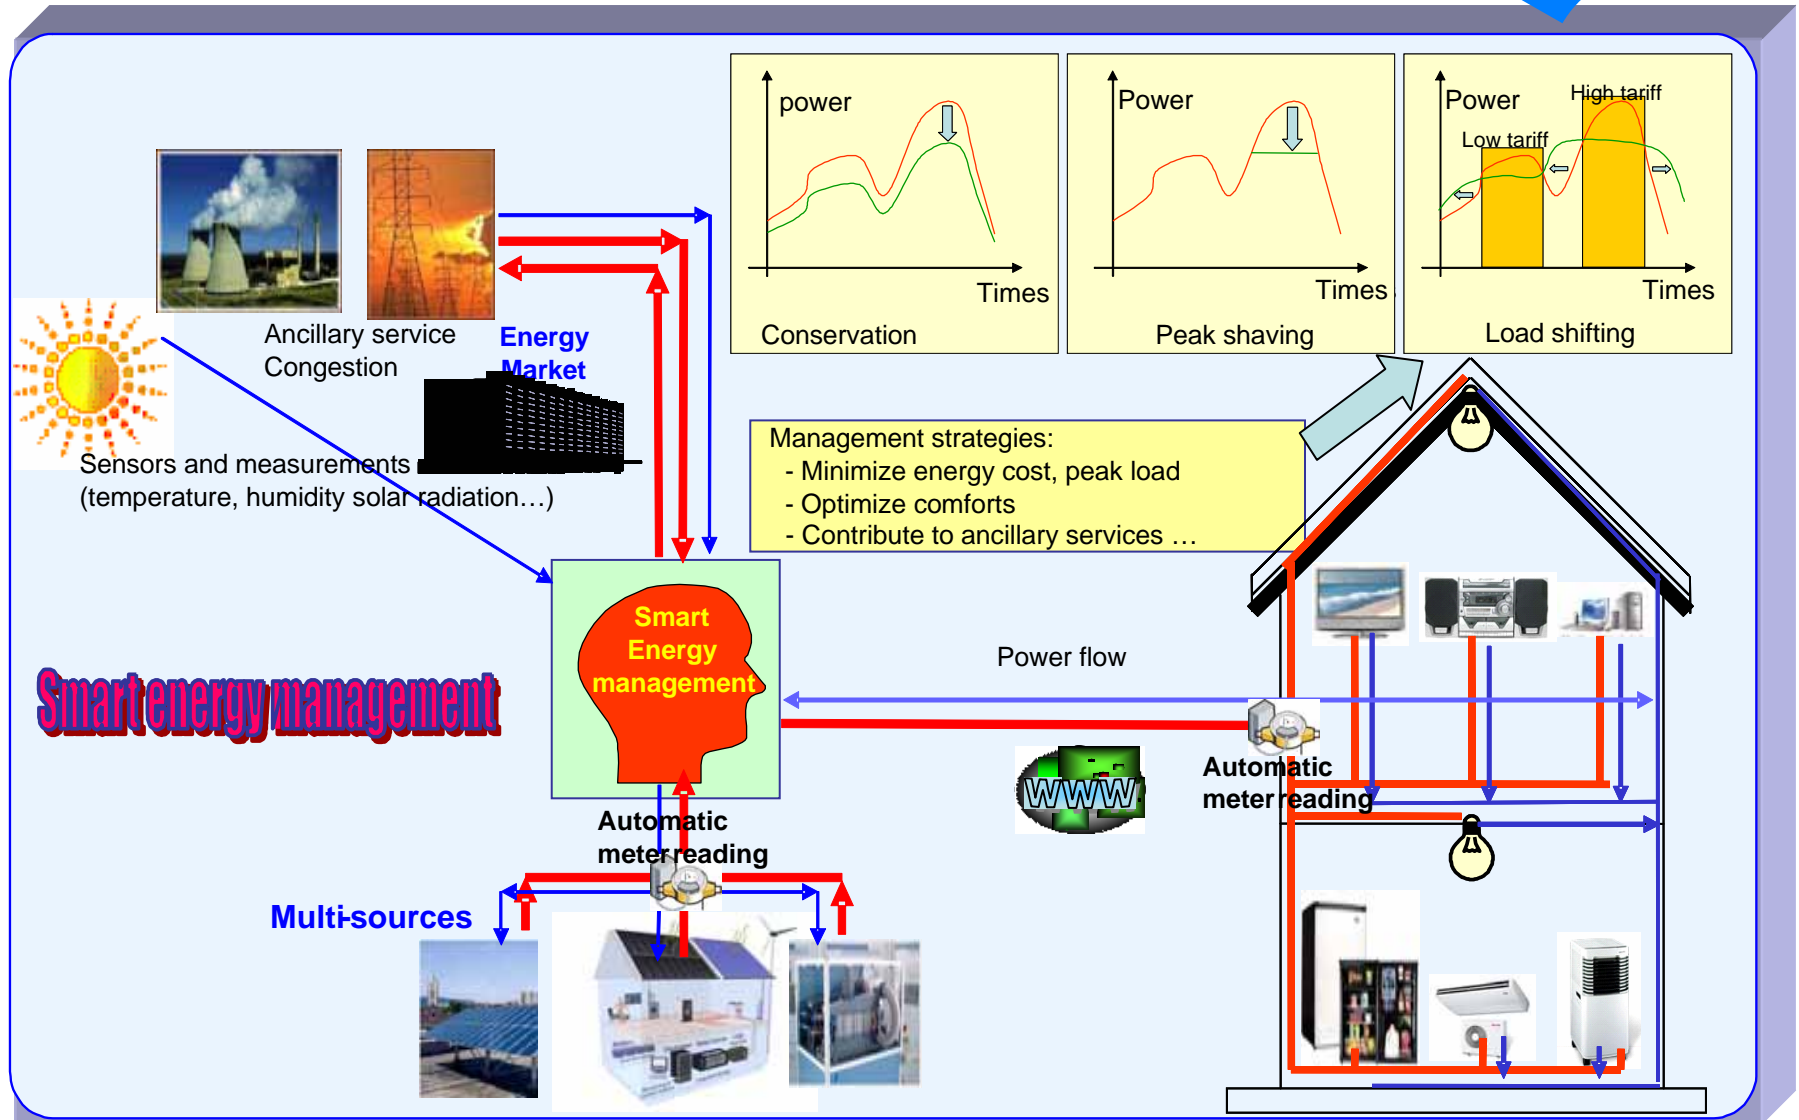 power
Times
Conservation
Power
Times
Peak shaving
Power
High tariff
Low tariff
Times
Load shifting
Ancillary service
Congestion
Energy
Market
Sensors and measurements
(temperature, humidity solar radiation…)
Management strategies:
- Minimize energy cost, peak load
- Optimize comforts
- Contribute to ancillary services …
Smart
Energy
management
Smart energy management
Power flow
WWW
Automatic
meter reading
Automatic
meter reading
Multi-sources